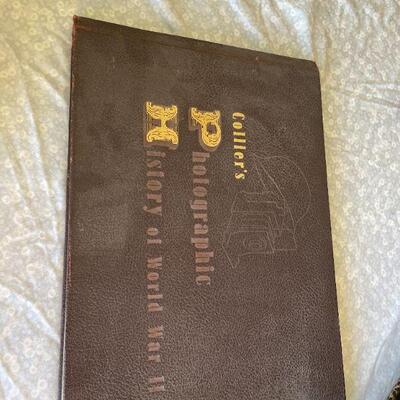 Collier's
Photographic
History of World War II